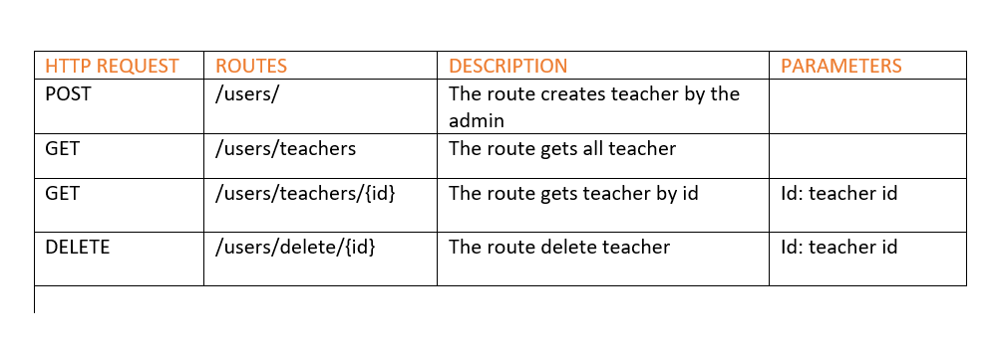 HTTP REQUEST ROUTES DESCRIPTION PARAMETERS
POST /users/ The route creates teacher by the
admin
GET /users/teachers The route gets all teacher
GET /users/teachers/{id} The route gets teacher by id Id: teacher id
DELETE /users/delete/{id} The route delete teacher Id: teacher id